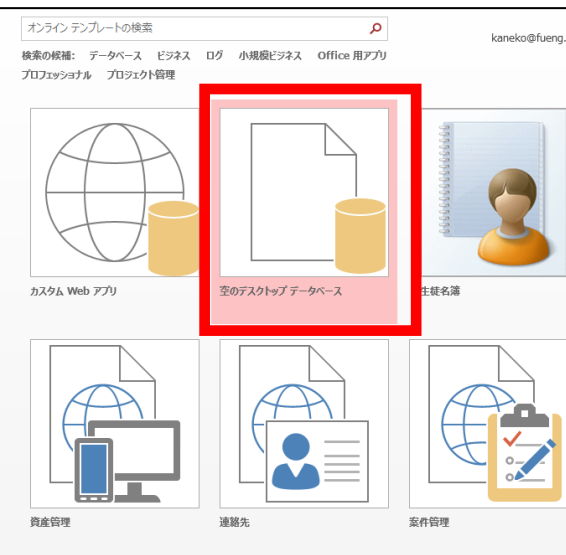 オンライン テンプレートの検索
kaneko@fueng.
検索の候補: データベース ビジネス ログ 小規模ビジネス Office 用アプリ
プロフェッショナル プロジェクト管理
カスタム Web アプリ
空のデスクトップ データベース
生徒名簿
資産管理
連絡先
案件管理